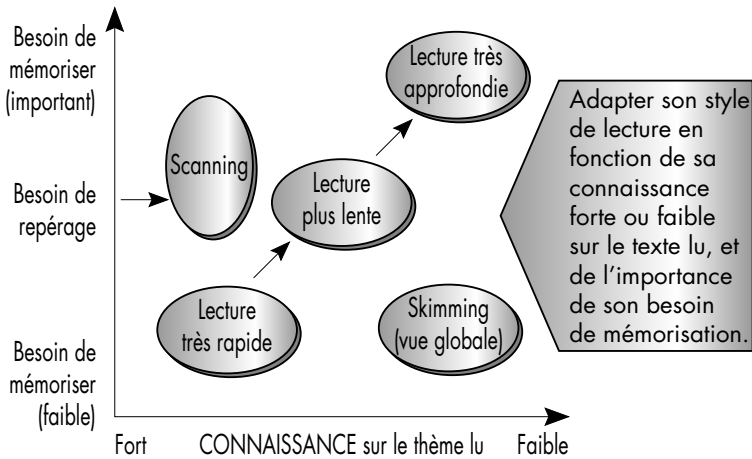 Besoin de
mémoriser
(important)
Besoin de
repérage
Besoin de
mémoriser
(faible)
Scanning
Lecture très
approfondie
Lecture
plus lente
Lecture
très rapide
Skimming
(vue globale)
Adapter son style
de lecture en
fonction de sa
connaissance
forte ou faible
sur le texte lu, et
de l’importance
de son besoin
de mémorisation.
Fort CONNAISSANCE sur le thème lu Faible